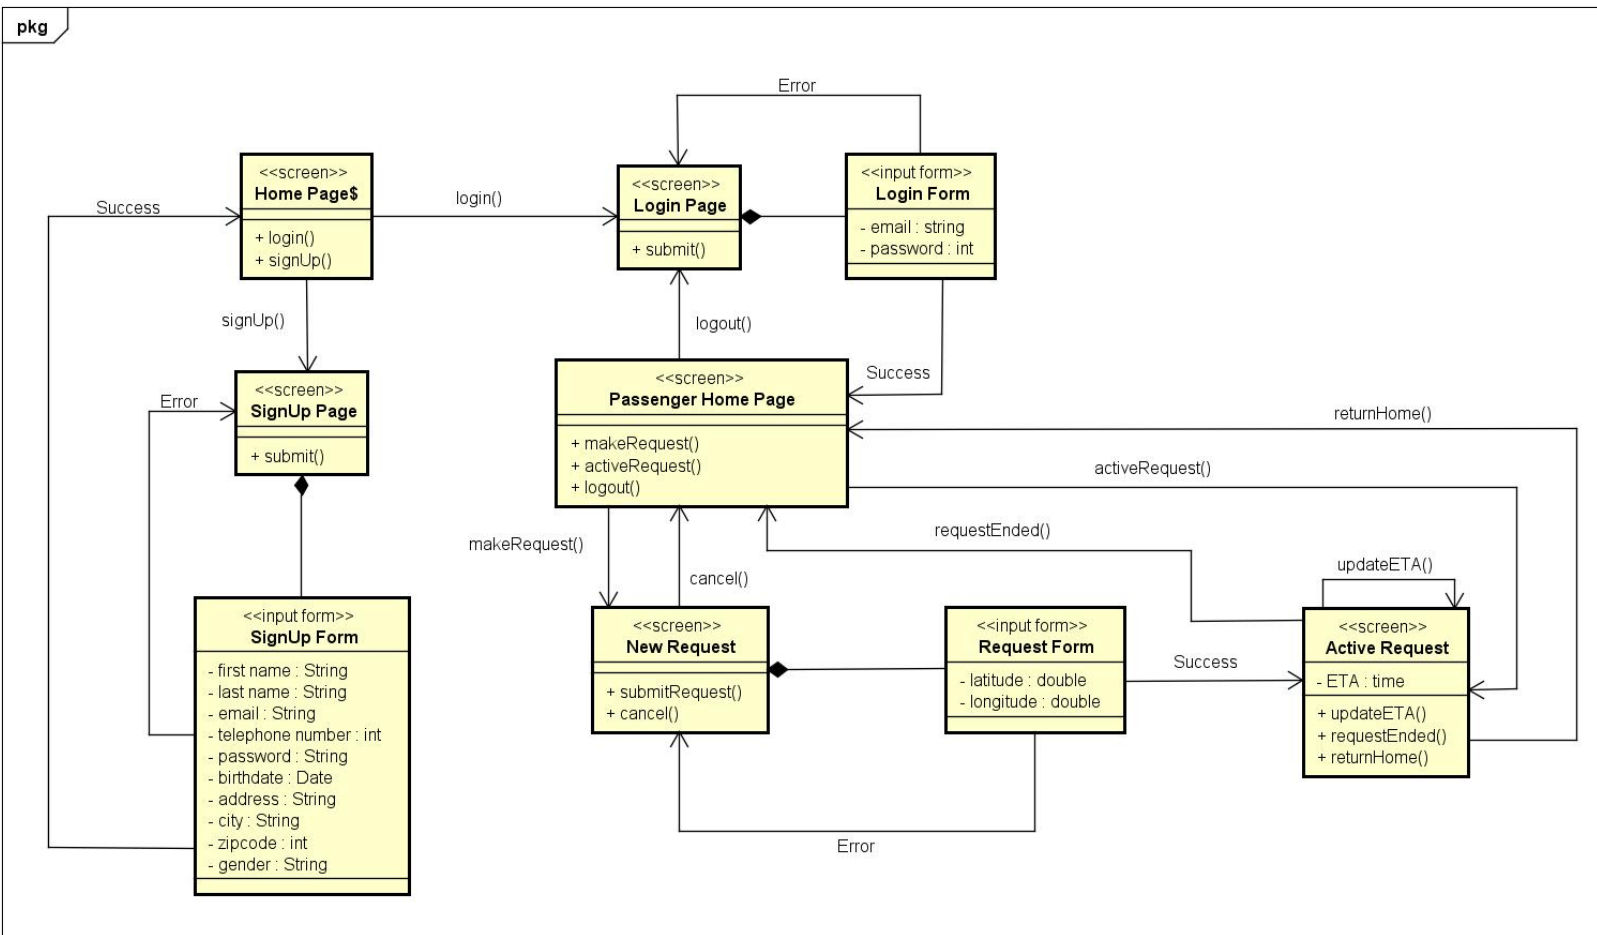 pkg
Error
<<screen>>
Home Page$
+ login()
+ signUp()
Success
login()
<<screen>>
Login Page
+ submit()
<<input form>>
Login Form
- email : string
- password : int
signUp()
logout()
Success
<<screen>>
SignUp Page
+ submit()
Error
<<screen>>
Passenger Home Page
+ makeRequest()
+ activeRequest()
+ logout()
returnHome()
activeRequest()
requestEnded()
makeRequest()
cancel()
updateETA()
<<input form>>
SignUp Form
- first name : String
- last name : String
- email : String
- telephone number : int
- password : String
- birthdate : Date
- address : String
- city : String
- zipcode : int
- gender : String
<<screen>>
New Request
+ submitRequest()
+ cancel()
<<input form>>
Request Form
- latitude : double
- longitude : double
Success
<<screen>>
Active Request
- ETA : time
+ updateETA()
+ requestEnded()
+ returnHome()
Error